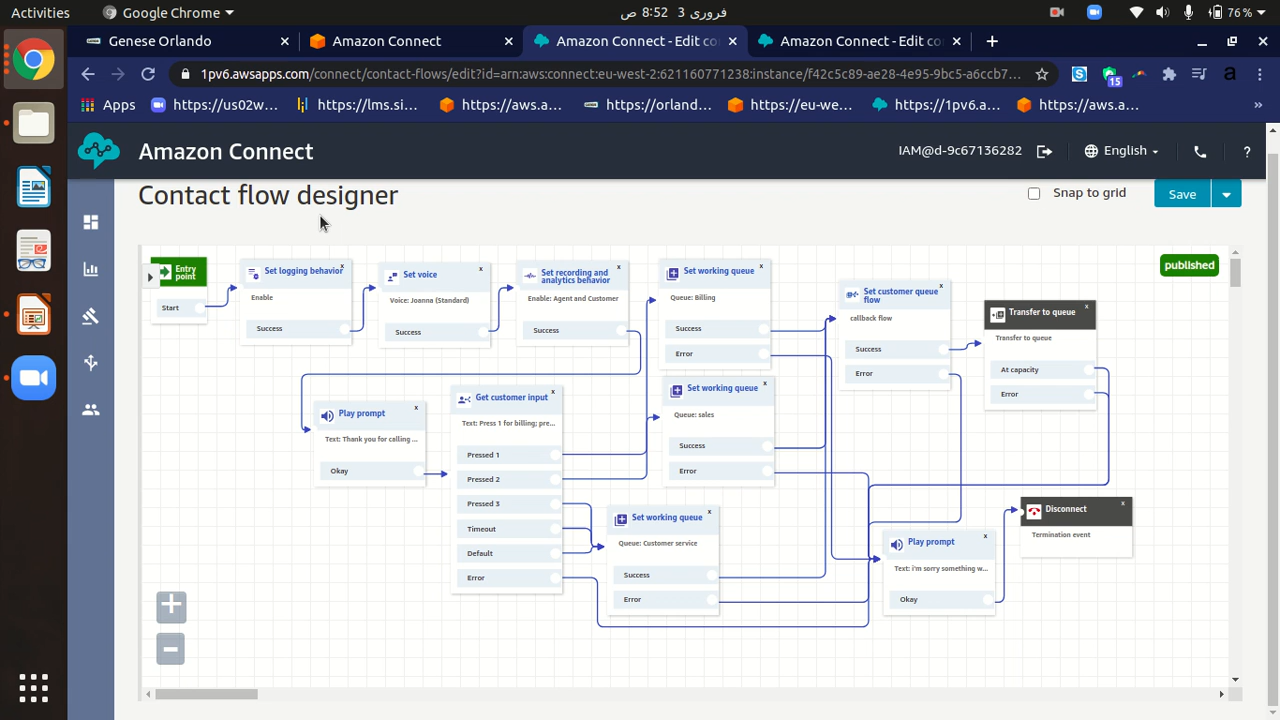 Activities
Google Chrome
8:52 ص
فروری 3
76 %
Genese Orlando
Amazon Connect
Amazon Connect - Edit co
Amazon Connect - Edit co
1pv6.awsapps.com/connect/contact-flows/edit?id=arn:aws:connect:eu-west-2:621160771238:instance/f42c5c89-ae28-4e95-9bc5-a6ccb7...
15
a
Apps
https://us02w...
https://lms.si...
https://aws.a...
https://orland...
https://eu-we...
https://1pv6.a...
https://aws.a...
»
Amazon Connect
IAM@d-9c67136282
English
?
Contact flow designer
Snap to grid
Save
published
Entry point
Start
Set logging behavior
Enable
Success
Set voice
Voice: Joanna (Standard)
Success
Set recording and analytics behavior
Enable: Agent and Customer
Success
Set working queue
Queue: Billing
Success
Error
Set customer queue flow
callback flow
Success
Error
Transfer to queue
Transfer to queue
At capacity
Error
Play prompt
Text: Thank you for calling ...
Okay
Get customer input
Text: Press 1 for billing; pre...
Pressed 1
Pressed 2
Pressed 3
Timeout
Default
Error
Set working queue
Queue: sales
Success
Error
Set working queue
Queue: Customer service
Success
Error
Play prompt
Text: i'm sorry something w...
Okay
Disconnect
Termination event